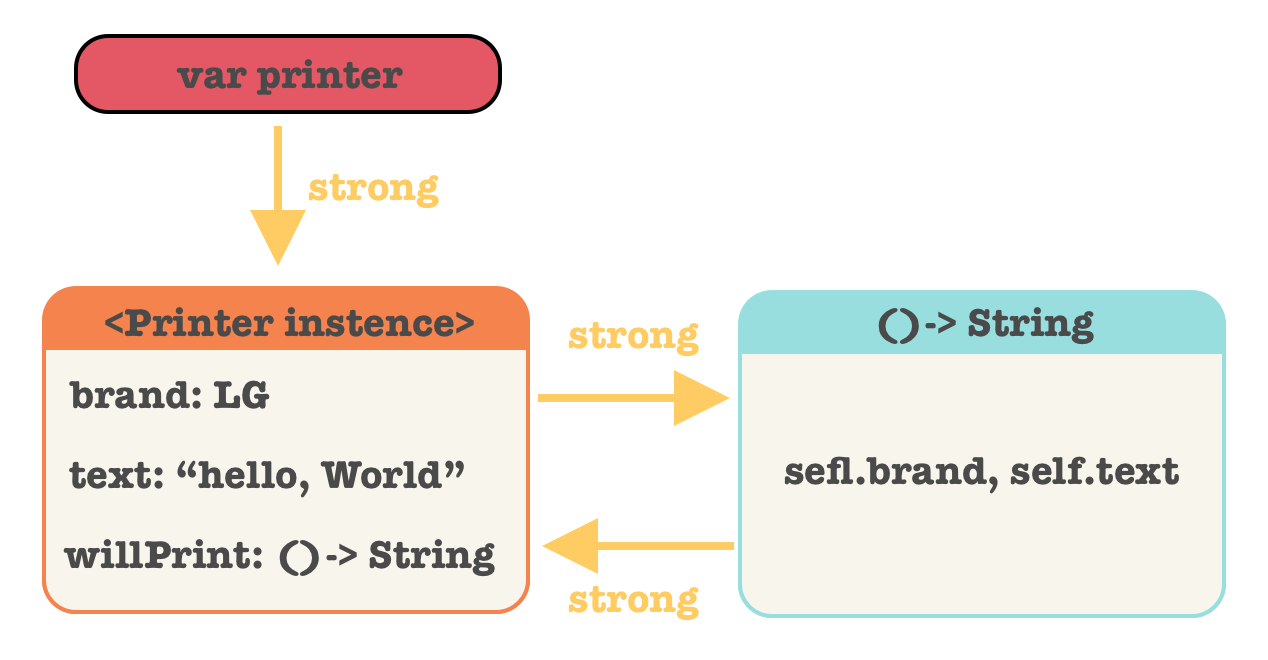 var printer
strong
<Printer instence>
strong
() -> String
brand: LG
text: “hello, World”
sefl.brand, self.text
willPrint: () -> String
strong